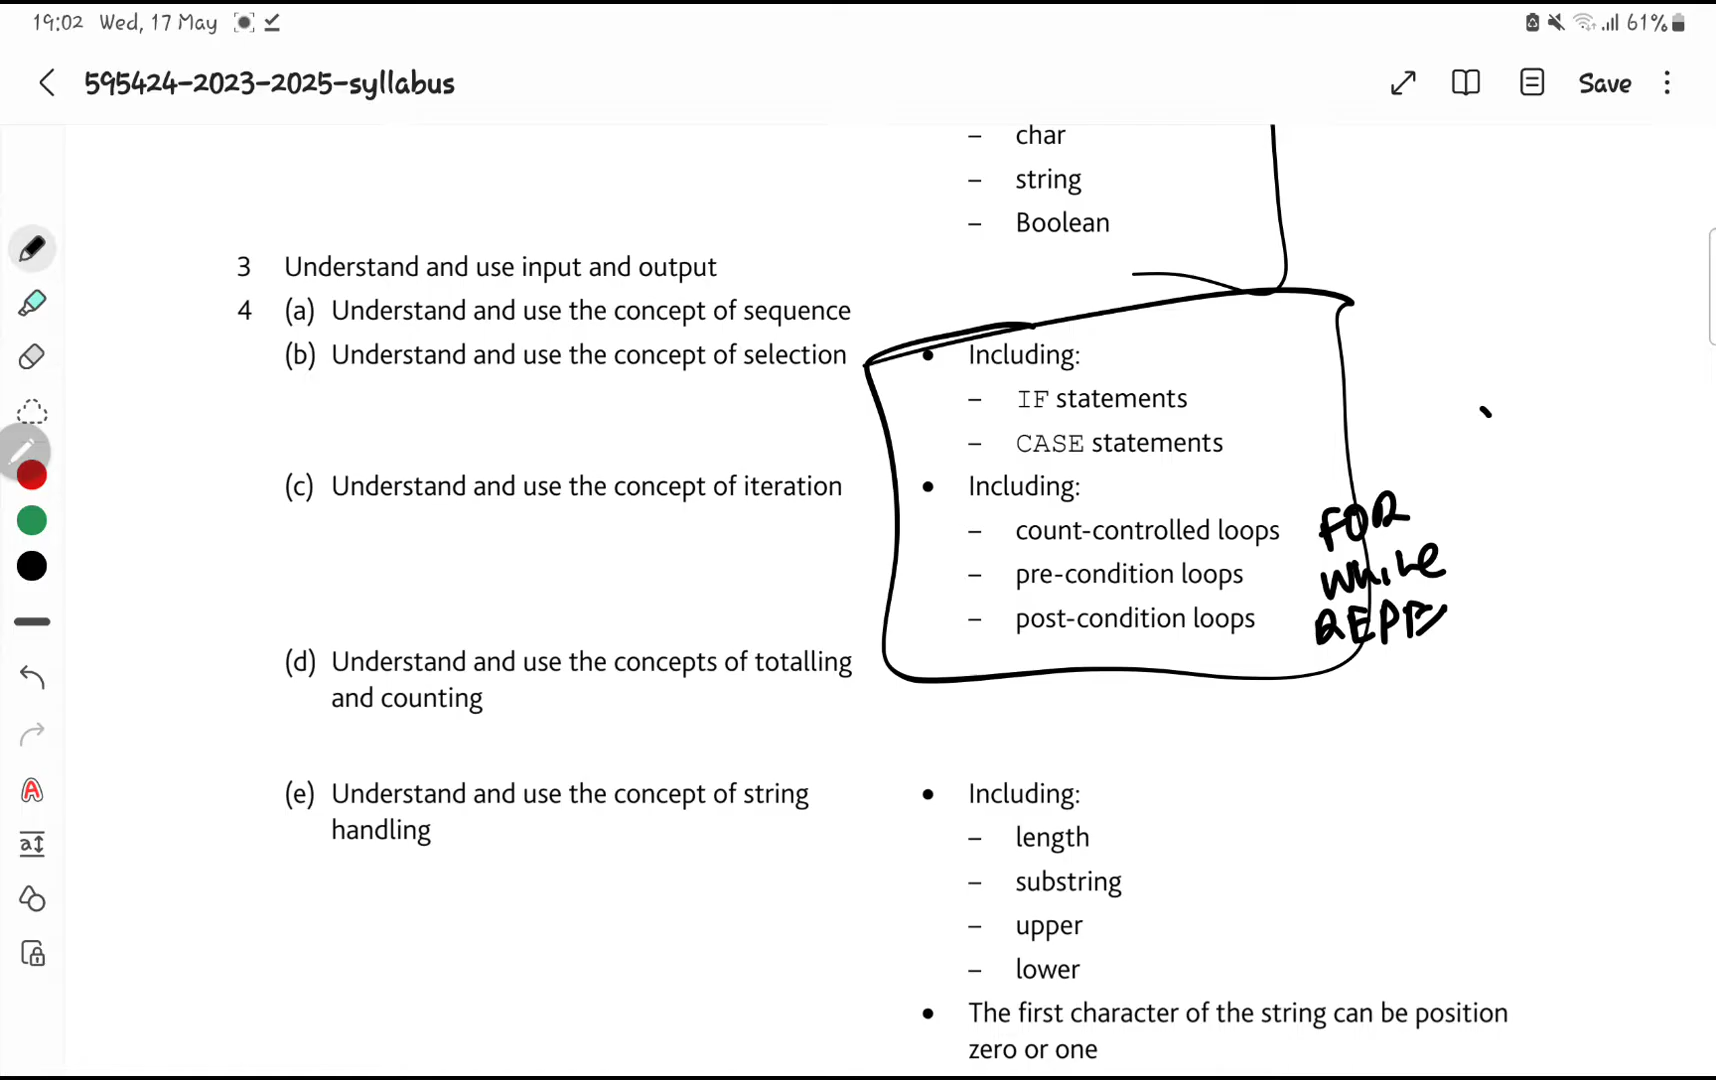 19:02 Wed, 17 May 61%
595424-2023-2025-syllabus Save
– char
– string
– Boolean
3 Understand and use input and output
4 (a) Understand and use the concept of sequence
(b) Understand and use the concept of selection • Including:
– IF statements
– CASE statements
(c) Understand and use the concept of iteration • Including:
– count-controlled loops FOR
– pre-condition loops WHILe
– post-condition loops
(d) Understand and use the concepts of totalling
and counting
(e) Understand and use the concept of string • Including:
handling
– length
– substring
– upper
– lower
• The first character of the string can be position
zero or one